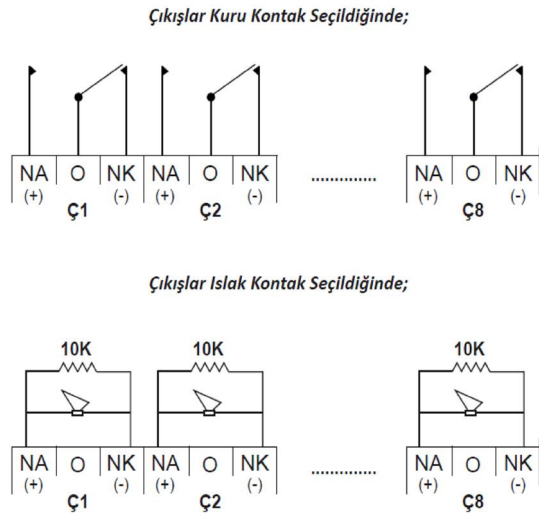 Çıkışlar Kuru Kontak Seçildiğinde;
NA O NK NA O NK .............. NA O NK
(+) (-) (+) (-) (+) (-)
Ç1 Ç2 Ç8
Çıkışlar Islak Kontak Seçildiğinde;
10K 10K 10K
NA O NK NA O NK .............. NA O NK
(+) (-) (+) (-) (+) (-)
Ç1 Ç2 Ç8